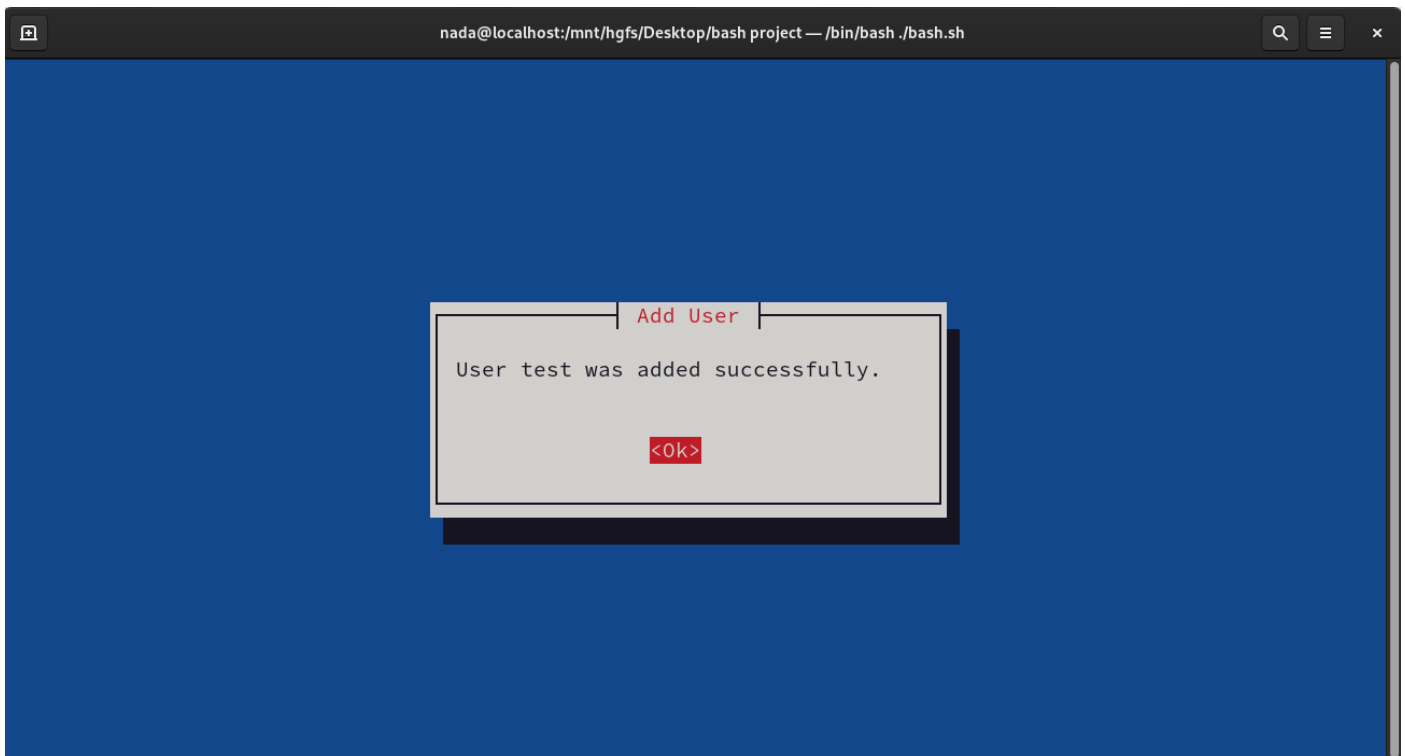 nada@localhost:/mnt/hgfs/Desktop/bash project — /bin/bash ./bash.sh
Add User
User test was added successfully.
<Ok>